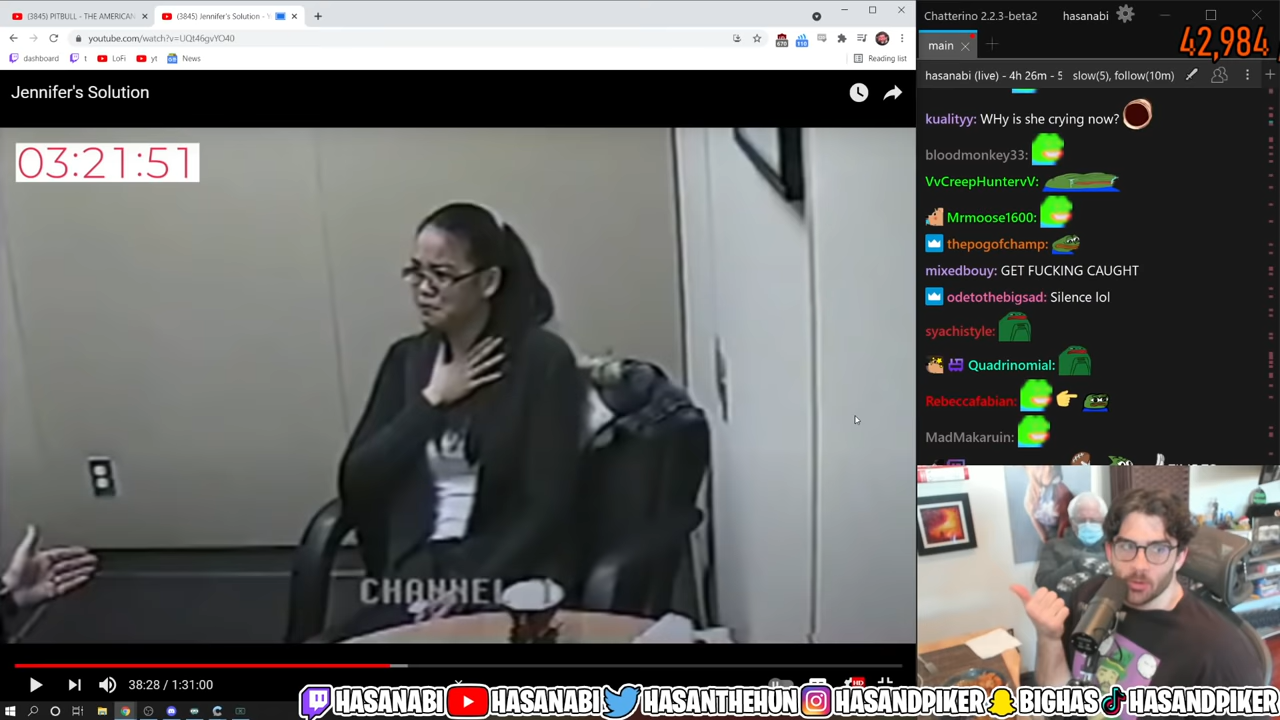 (3845) PITBULL - THE AMERICAN
(3845) Jennifer's Solution - Y
youtube.com/watch?v=UQt46gvYO40
dashboard
t
LoFi
yt
News
Reading list
Jennifer's Solution
03:21:51
CHANNEL
38:28 / 1:31:00
Chatterino 2.2.3-beta2
hasanabi
42,984
main
hasanabi (live) - 4h 26m - 5
slow(5), follow(10m)
kualityy: WHy is she crying now?
bloodmonkey33:
VvCreepHuntervV:
Mrmoose1600:
thepogofchamp:
mixedbouy: GET FUCKING CAUGHT
odetothebigsad: Silence lol
syachistyle:
Quadrinomial:
Rebeccafabian:
MadMakaruin:
HASANABI
HASANABI
HASANTHEHUN
HASANDPIKER
BIGHAS
HASANDPIKER